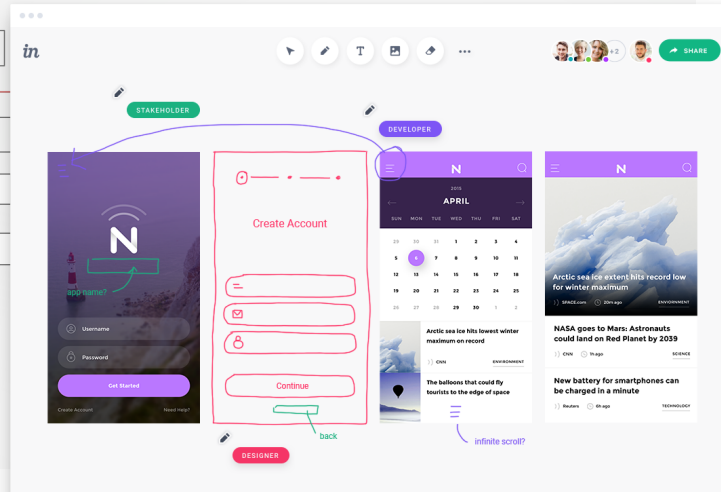 in
T
+2
SHARE
STAKEHOLDER
DEVELOPER
N
app name?
Username
Password
Get Started
Create Account
Need Help?
Create Account
Continue
back
DESIGNER
N
2015
APRIL
SUN MON TUE WED THU FRI SAT
29 30 31 1 2 3 4
5 6 7 8 9 10 11
12 13 14 15 16 17 18
19 20 21 22 23 24 25
26 27 28 29 30 1 2
Arctic sea ice hits lowest winter
maximum on record
CNN
ENVIRONMENT
The balloons that could fly
tourists to the edge of space
infinite scroll?
N
Arctic sea ice extent hits record low
for winter maximum
SPACE.com 20m ago ENVIORNMENT
NASA goes to Mars: Astronauts
could land on Red Planet by 2039
CNN 1h ago SCIENCE
New battery for smartphones can
be charged in a minute
Reuters 6h ago TECHNOLOGY